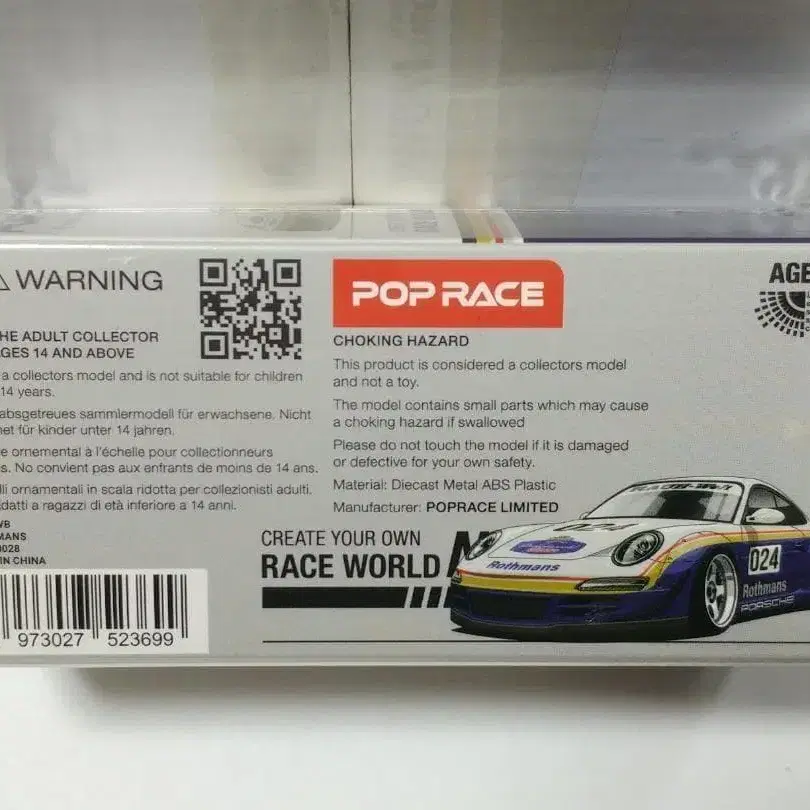 WARNING
HE ADULT COLLECTOR
GES 14 AND ABOVE
a collectors model and is not suitable for children
14 years.
absgetreues sammlermodell für erwachsene. Nicht
net für kinder unter 14 jahren.
e ornemental à l'échelle pour collectionneurs
s. No convient pas aux enfrants de moins de 14 ans.
lli ornamentali in scala ridotta per collezionisti adulti.
datti a ragazzi di età inferiore a 14 anni.
WB
MANS
0028
IN CHINA
973027 523699
POP RACE
CHOKING HAZARD
This product is considered a collectors model
and not a toy.
The model contains small parts which may cause
a choking hazard if swallowed
Please do not touch the model if it is damaged
or defective for your own safety.
Material: Diecast Metal ABS Plastic
Manufacturer: POPRACE LIMITED
CREATE YOUR OWN
RACE WORLD
AGE
024
Rothmans
024
Rothmans
PORSCHE